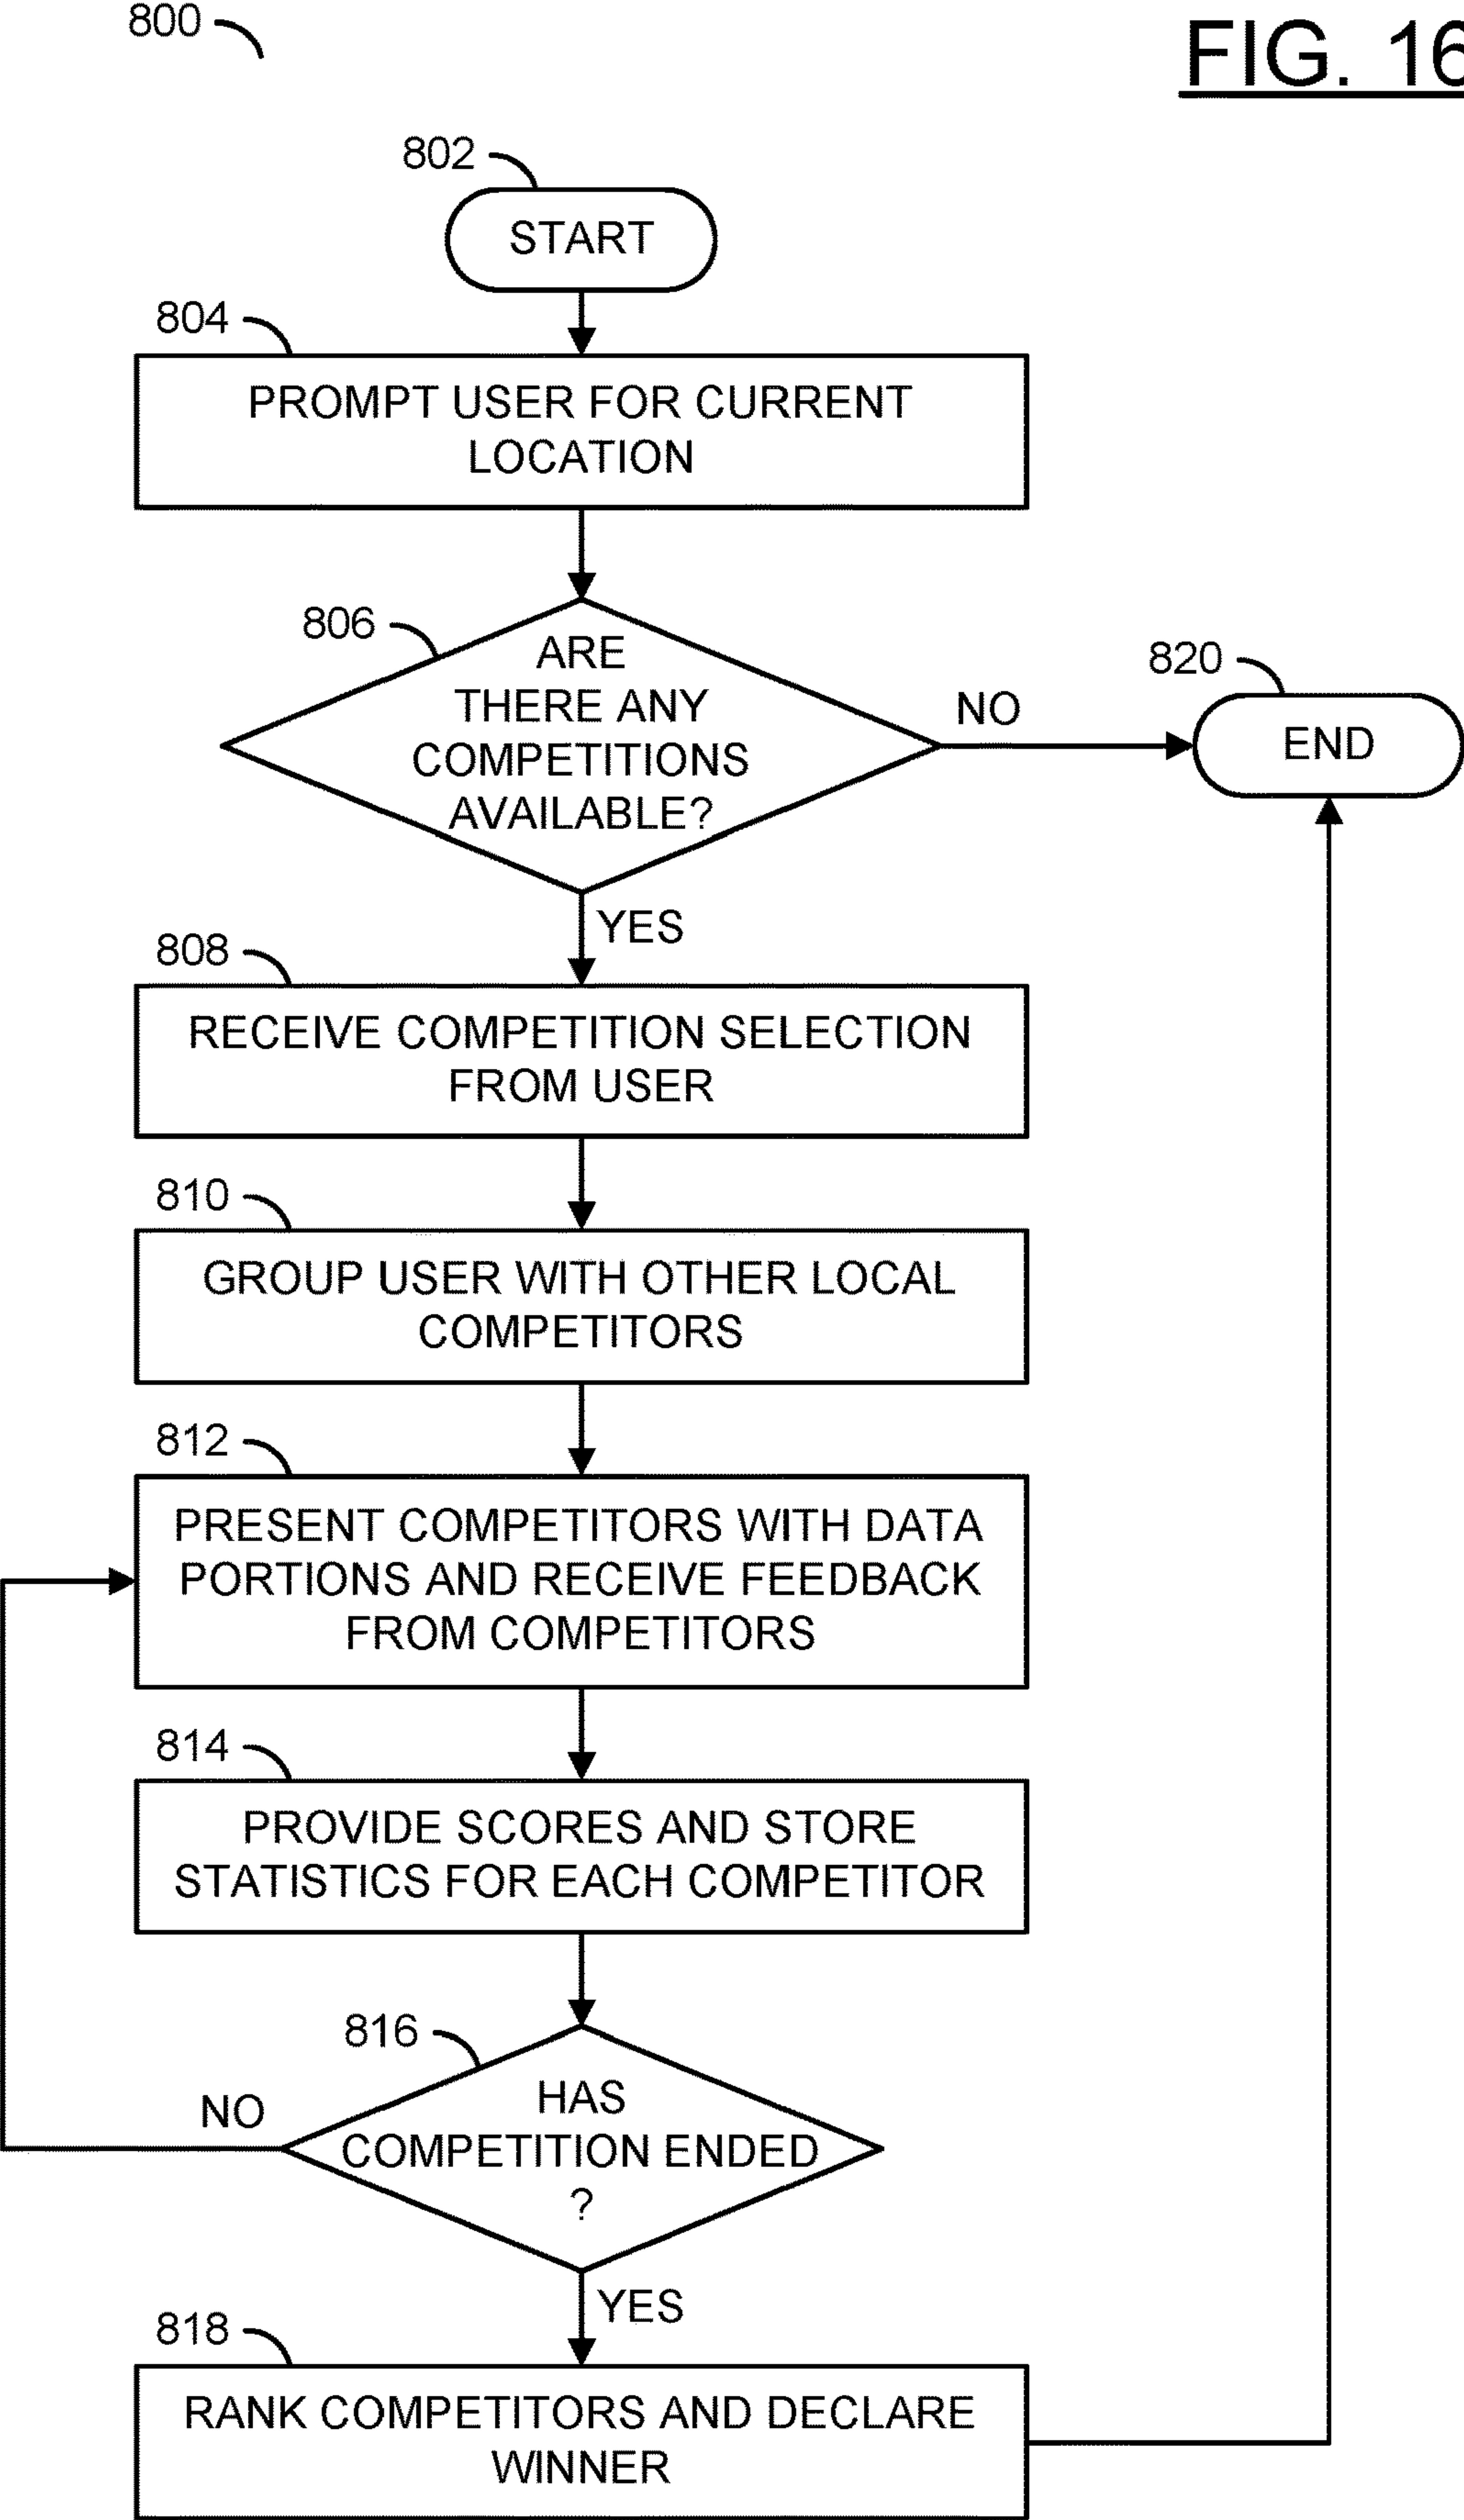 800
FIG. 16
802
START
804
PROMPT USER FOR CURRENT
LOCATION
806
ARE
THERE ANY
COMPETITIONS
AVAILABLE?
NO
820
END
YES
808
RECEIVE COMPETITION SELECTION
FROM USER
810
GROUP USER WITH OTHER LOCAL
COMPETITORS
812
PRESENT COMPETITORS WITH DATA
PORTIONS AND RECEIVE FEEDBACK
FROM COMPETITORS
814
PROVIDE SCORES AND STORE
STATISTICS FOR EACH COMPETITOR
816
HAS
COMPETITION ENDED
?
NO
YES
818
RANK COMPETITORS AND DECLARE
WINNER